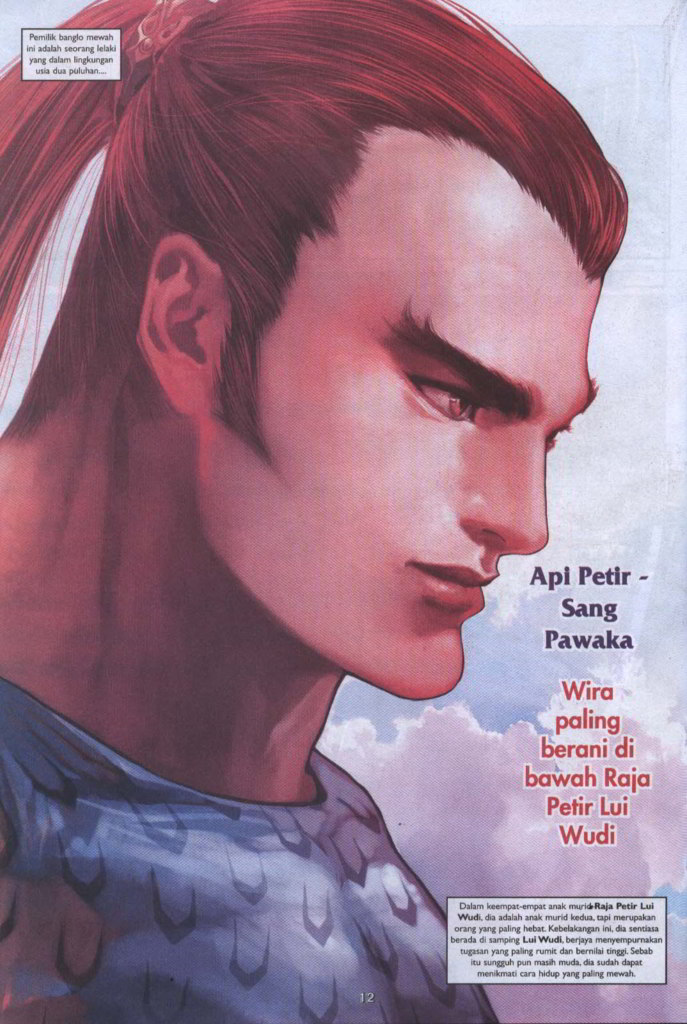 Pemilik banglo mewah
ini adalah seorang lelaki
yang dalam lingkungan
usia dua puluhan....
Api Petir -
Sang
Pawaka
Wira
paling
berani di
bawah Raja
Petir Lui
Wudi
Dalam keempat-empat anak murid Raja Petir Lui
Wudi, dia adalah anak murid kedua, tapi merupakan
orang yang paling hebat. Kebelakangan ini, dia sentiasa
berada di samping Lui Wudi, berjaya menyempurnakan
tugasan yang paling rumit dan bernilai tinggi. Sebab
itu sungguh pun masih muda, dia sudah dapat
menikmati cara hidup yang paling mewah.
12